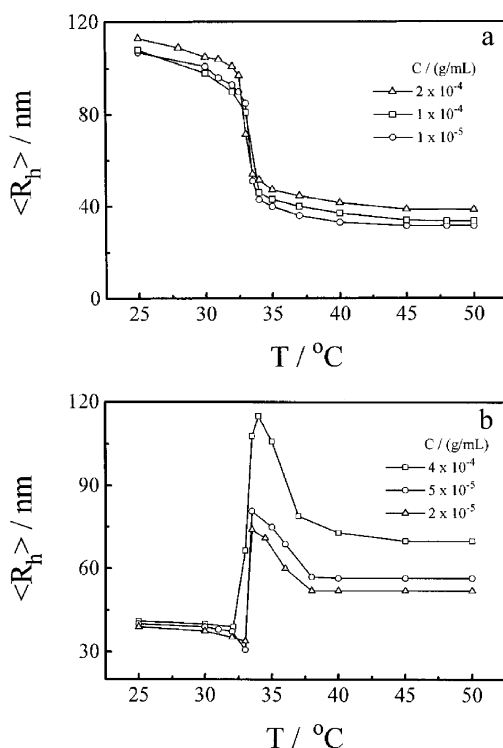 120
80
40
0
<R_h> / nm
a
C / (g/mL)
2 x 10⁻⁴
1 x 10⁻⁴
1 x 10⁻⁵
25 30 35 40 45 50
T / °C
120
90
60
30
<R_h> / nm
b
C / (g/mL)
4 x 10⁻⁴
5 x 10⁻⁵
2 x 10⁻⁵
25 30 35 40 45 50
T / °C